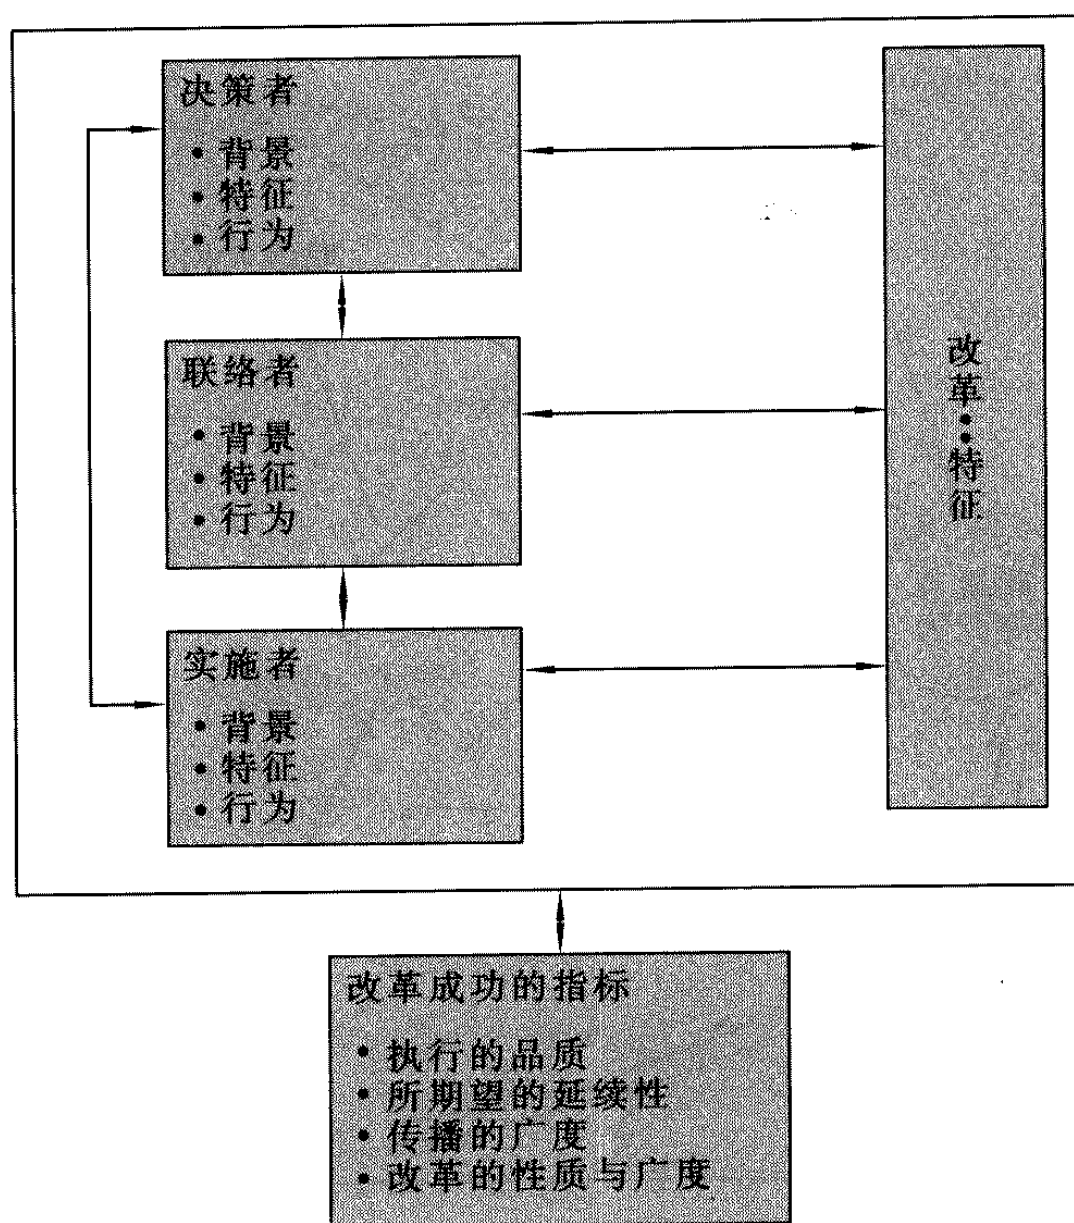 决策者
•背景
•特征
•行为
联络者
•背景
•特征
•行为
实施者
•背景
•特征
•行为
改革••特征
改革成功的指标
•执行的品质
•所期望的延续性
•传播的广度
•改革的性质与广度